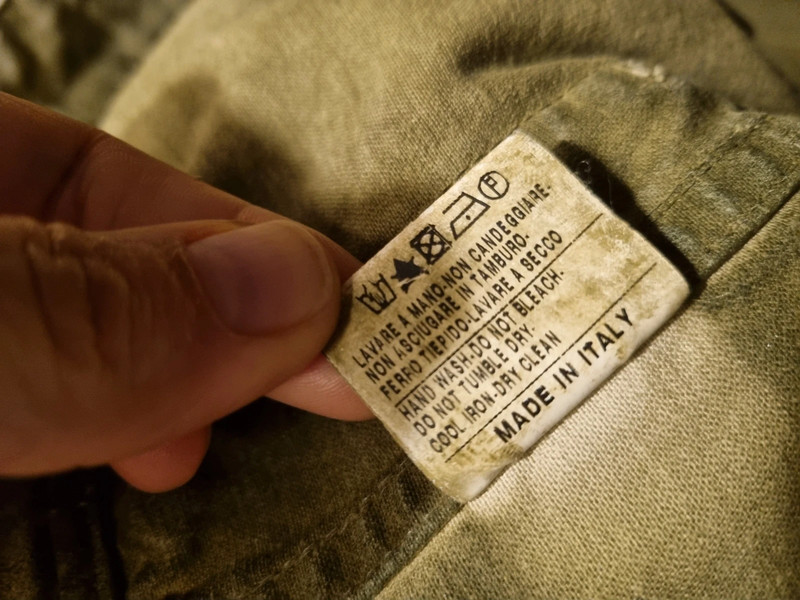 P
LAVARE A MANO-NON CANDEGGIARE-
NON ASCIUGARE IN TAMBURO-
FERRO TIEPIDO-LAVARE A SECCO
HAND WASH-DO NOT BLEACH-
DO NOT TUMBLE DRY.
COOL IRON-DRY CLEAN
MADE IN ITALY